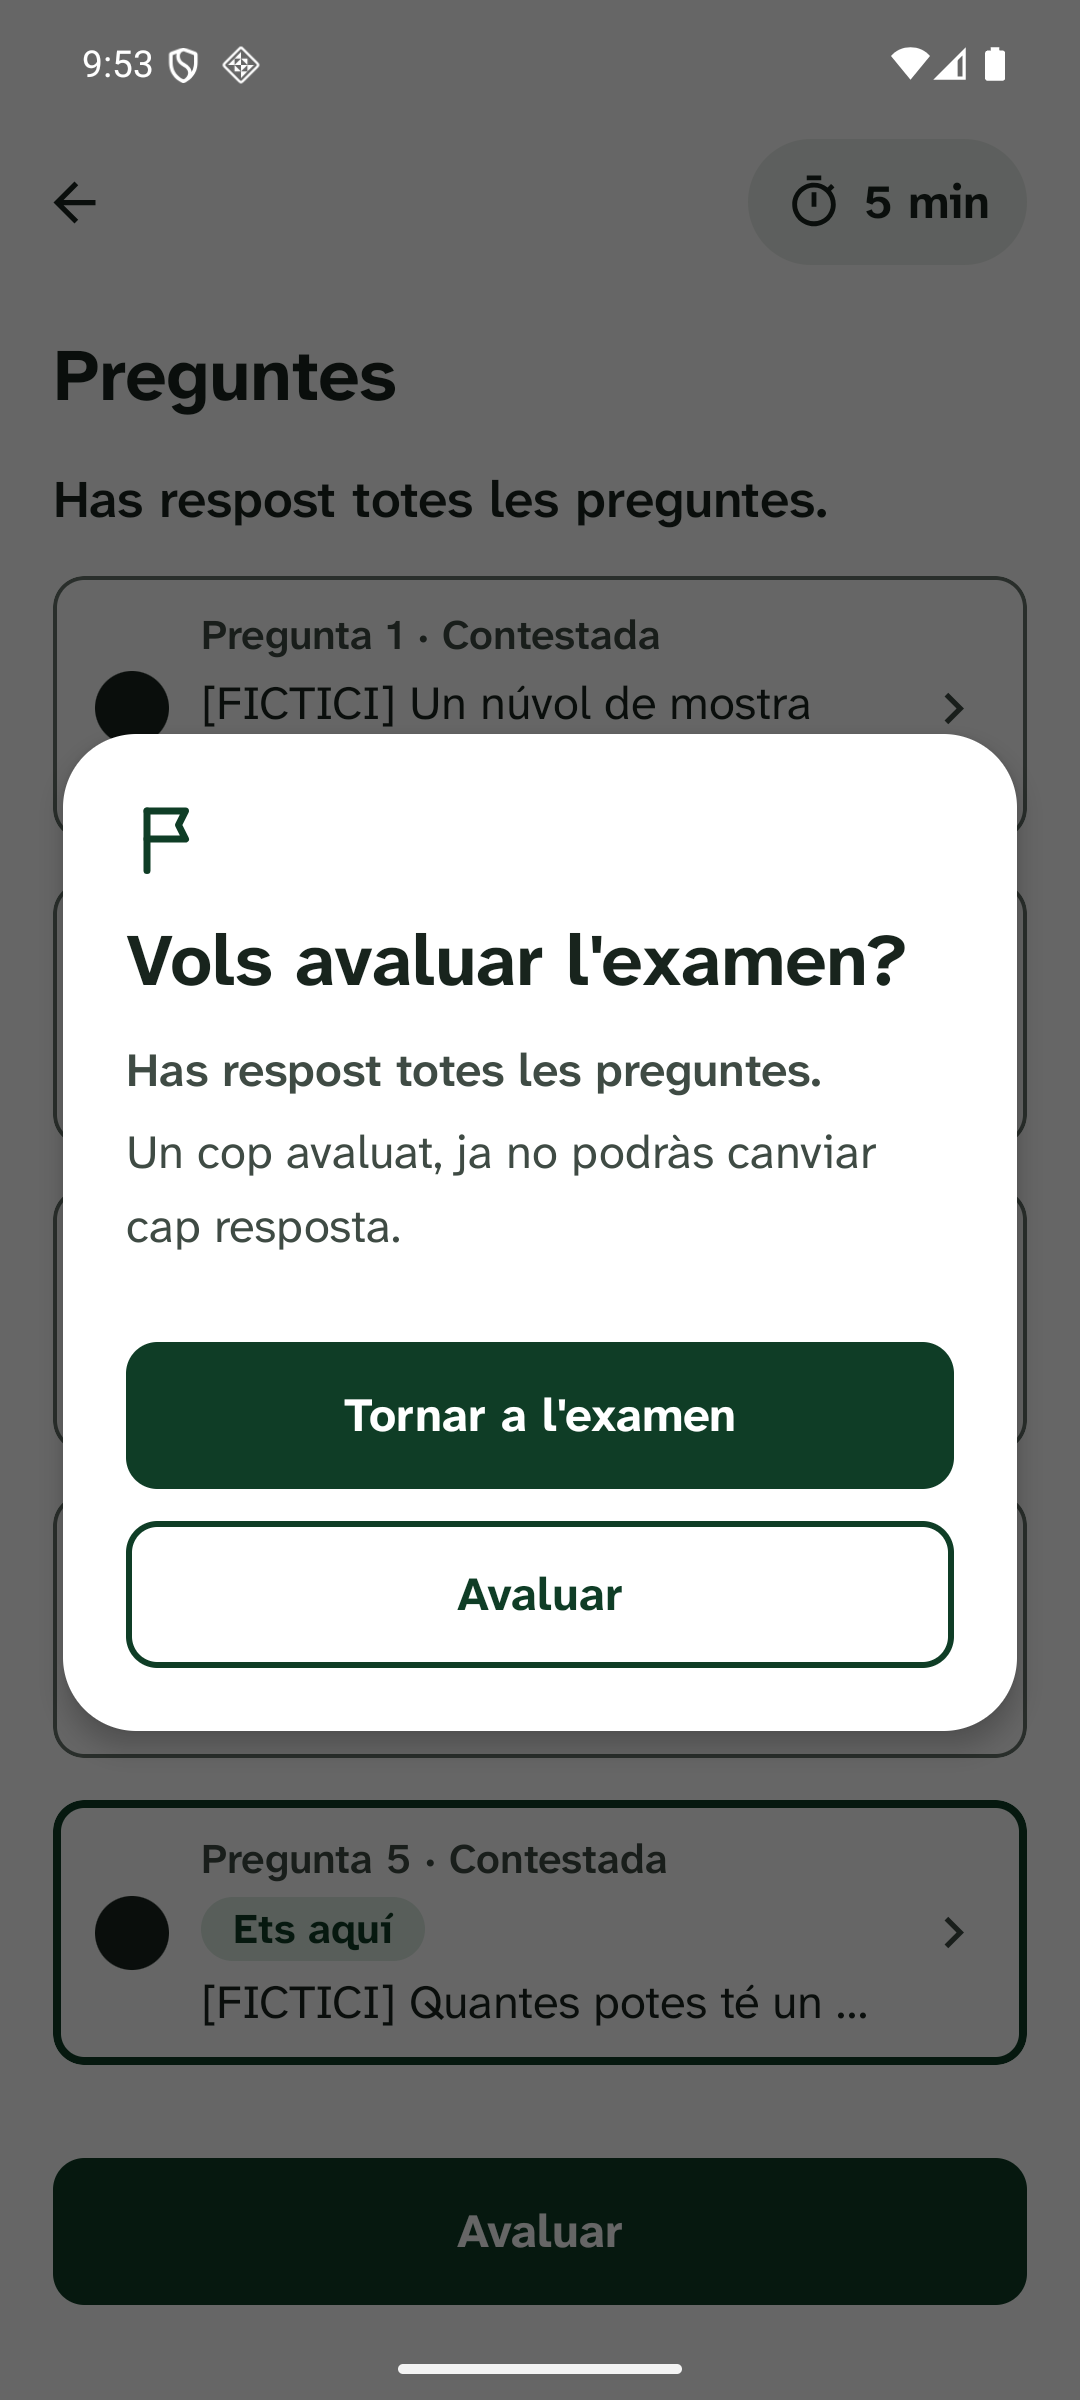 9:53
5 min
Preguntes
Has respost totes les preguntes.
Pregunta 1 · Contestada
[FICTICI] Un núvol de mostra
Vols avaluar l'examen?
Has respost totes les preguntes.
Un cop avaluat, ja no podràs canviar
cap resposta.
Tornar a l'examen
Avaluar
Pregunta 5 · Contestada
Ets aquí
[FICTICI] Quantes potes té un ...
Avaluar